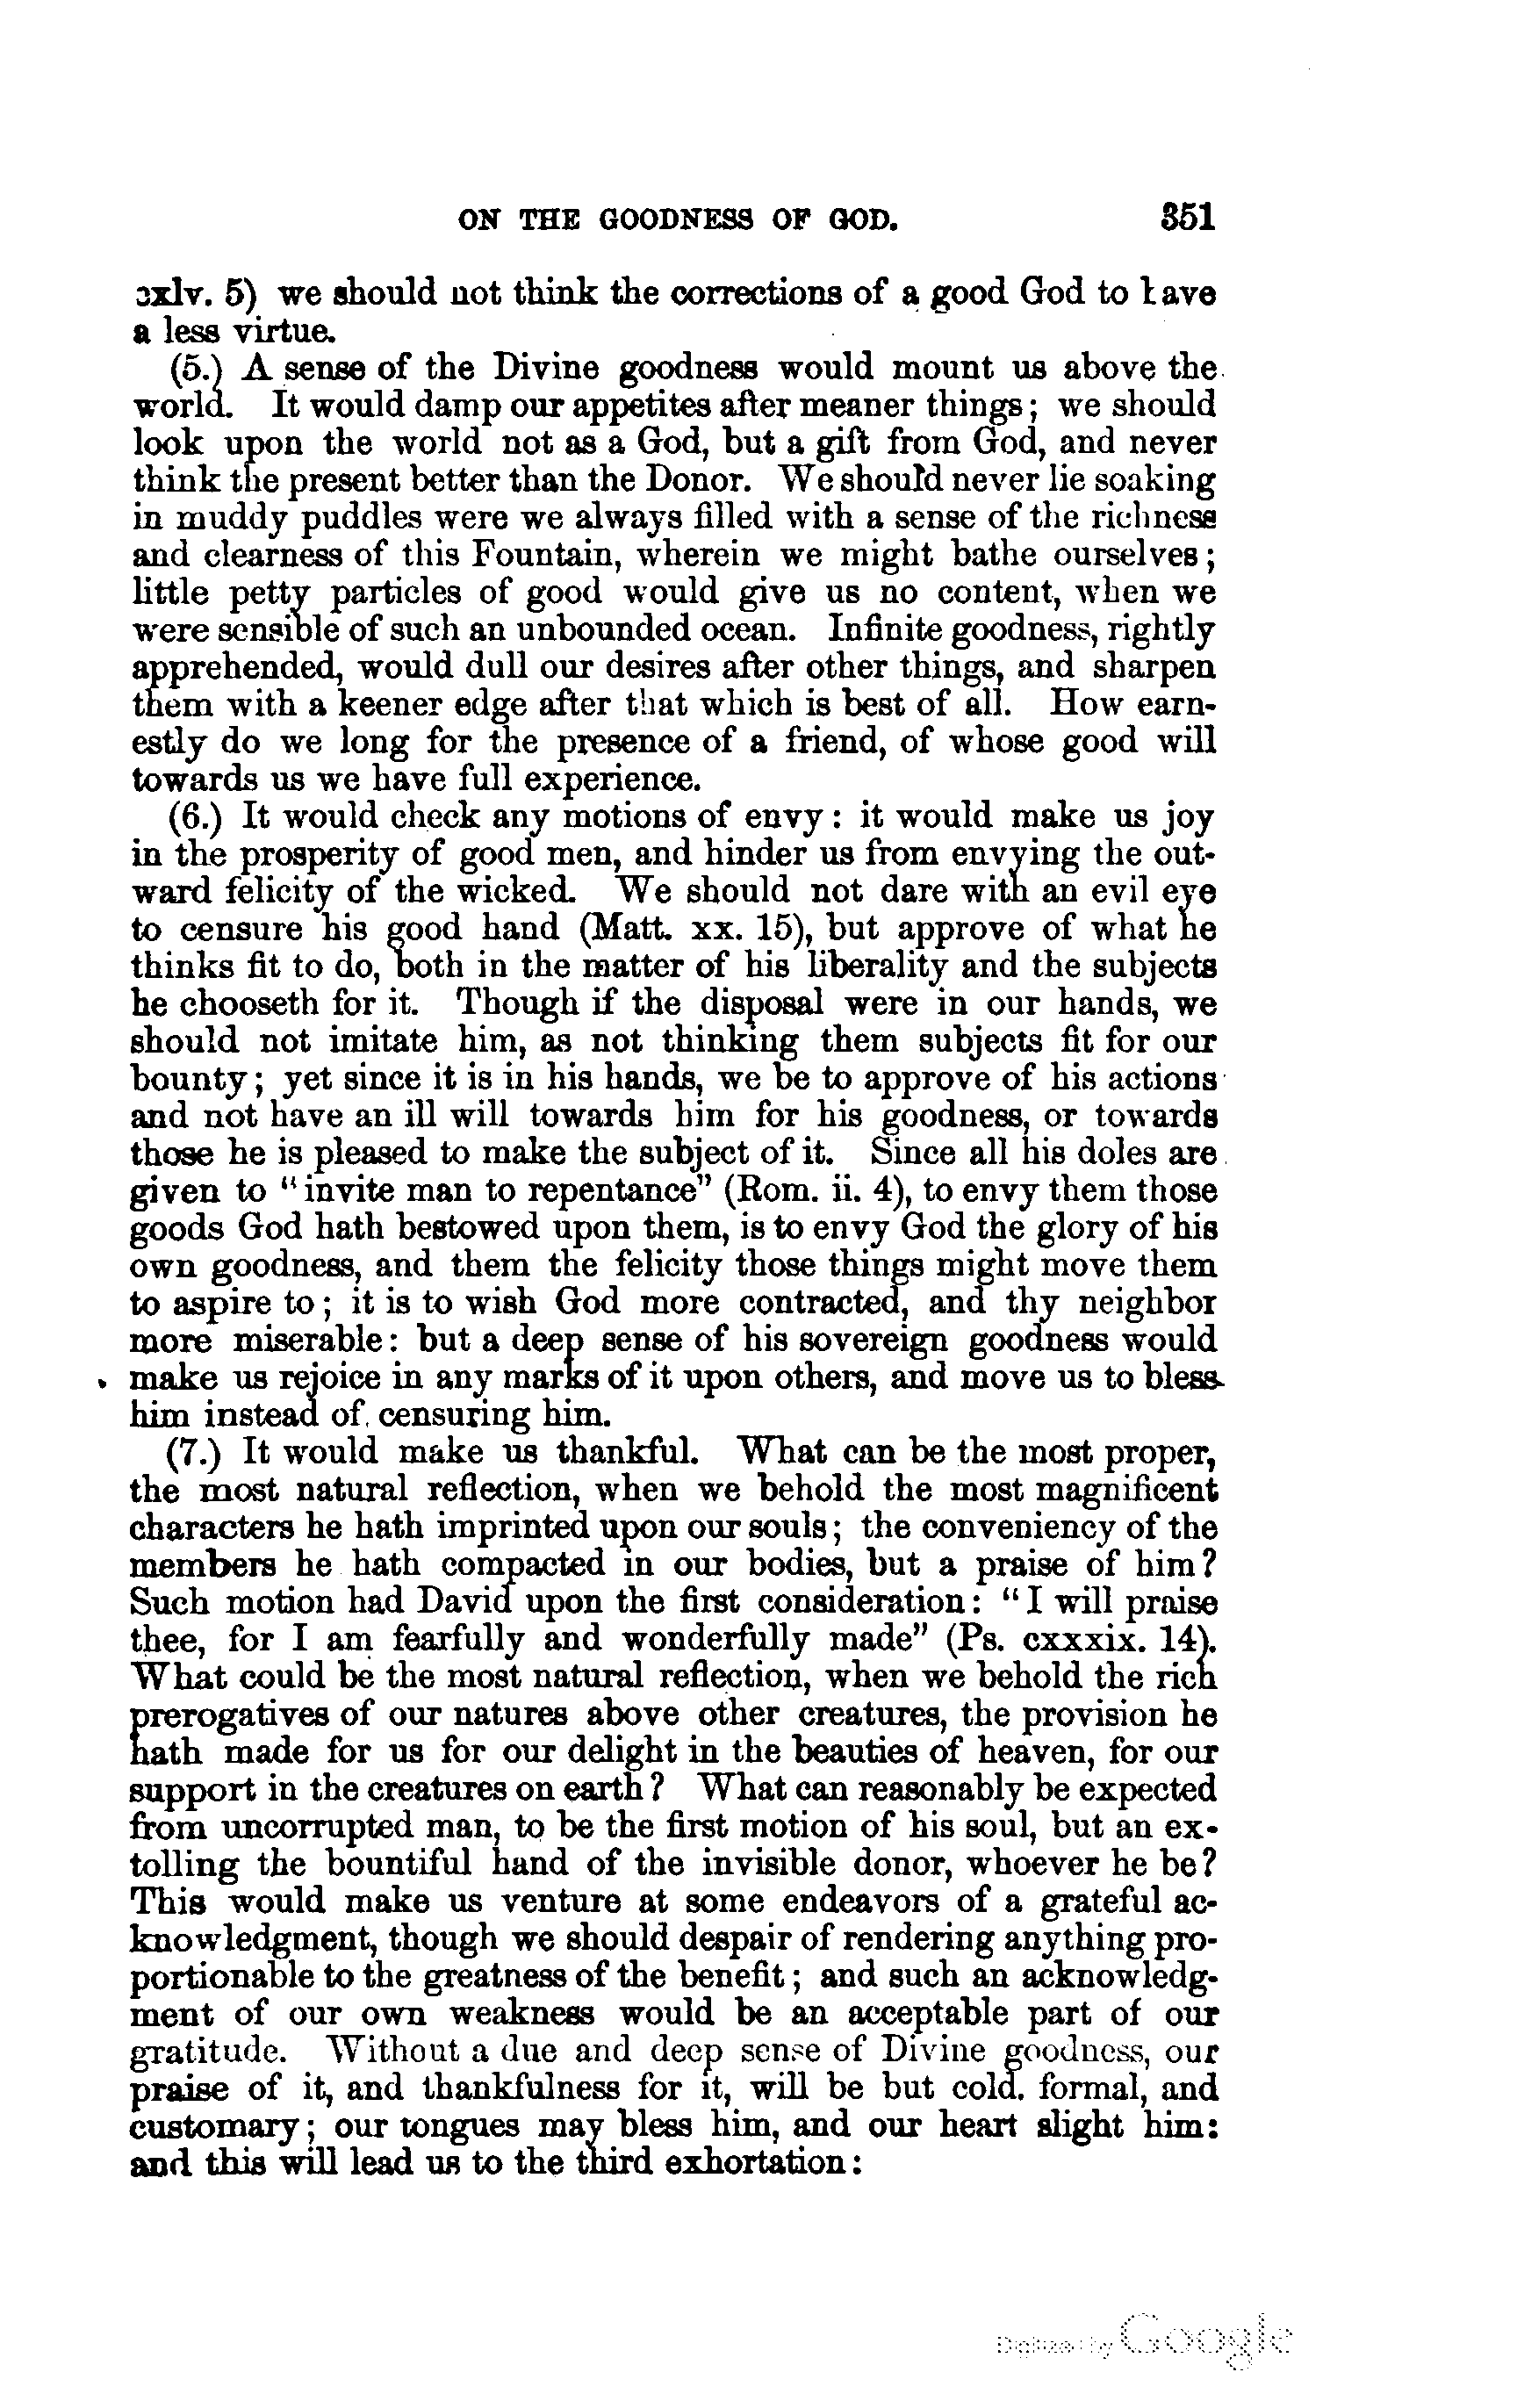 ON THE GOODNESS OF GOD. 351
cxlv. 5) we should not think the corrections of a good God to have
a less virtue.
(5.) A sense of the Divine goodness would mount us above the
world. It would damp our appetites after meaner things; we should
look upon the world not as a God, but a gift from God, and never
think the present better than the Donor. We should never lie soaking
in muddy puddles were we always filled with a sense of the richness
and clearness of this Fountain, wherein we might bathe ourselves;
little petty particles of good would give us no content, when we
were sensible of such an unbounded ocean. Infinite goodness, rightly
apprehended, would dull our desires after other things, and sharpen
them with a keener edge after that which is best of all. How earn-
estly do we long for the presence of a friend, of whose good will
towards us we have full experience.
(6.) It would check any motions of envy: it would make us joy
in the prosperity of good men, and hinder us from envying the out-
ward felicity of the wicked. We should not dare with an evil eye
to censure his good hand (Matt. xx. 15), but approve of what he
thinks fit to do, both in the matter of his liberality and the subjects
he chooseth for it. Though if the disposal were in our hands, we
should not imitate him, as not thinking them subjects fit for our
bounty; yet since it is in his hands, we be to approve of his actions
and not have an ill will towards him for his goodness, or towards
those he is pleased to make the subject of it. Since all his doles are
given to "invite man to repentance" (Rom. ii. 4), to envy them those
goods God hath bestowed upon them, is to envy God the glory of his
own goodness, and them the felicity those things might move them
to aspire to; it is to wish God more contracted, and thy neighbor
more miserable: but a deep sense of his sovereign goodness would
make us rejoice in any marks of it upon others, and move us to bless
him instead of censuring him.
(7.) It would make us thankful. What can be the most proper,
the most natural reflection, when we behold the most magnificent
characters he hath imprinted upon our souls; the conveniency of the
members he hath compacted in our bodies, but a praise of him?
Such motion had David upon the first consideration: "I will praise
thee, for I am fearfully and wonderfully made" (Ps. cxxxix. 14).
What could be the most natural reflection, when we behold the rich
prerogatives of our natures above other creatures, the provision he
hath made for us for our delight in the beauties of heaven, for our
support in the creatures on earth? What can reasonably be expected
from uncorrupted man, to be the first motion of his soul, but an ex-
tolling the bountiful hand of the invisible donor, whoever he be?
This would make us venture at some endeavors of a grateful ac-
knowledgment, though we should despair of rendering anything pro-
portionable to the greatness of the benefit; and such an acknowledg-
ment of our own weakness would be an acceptable part of our
gratitude. Without a due and deep sense of Divine goodness, our
praise of it, and thankfulness for it, will be but cold, formal, and
customary; our tongues may bless him, and our heart slight him:
and this will lead us to the third exhortation:
Digitized by Google